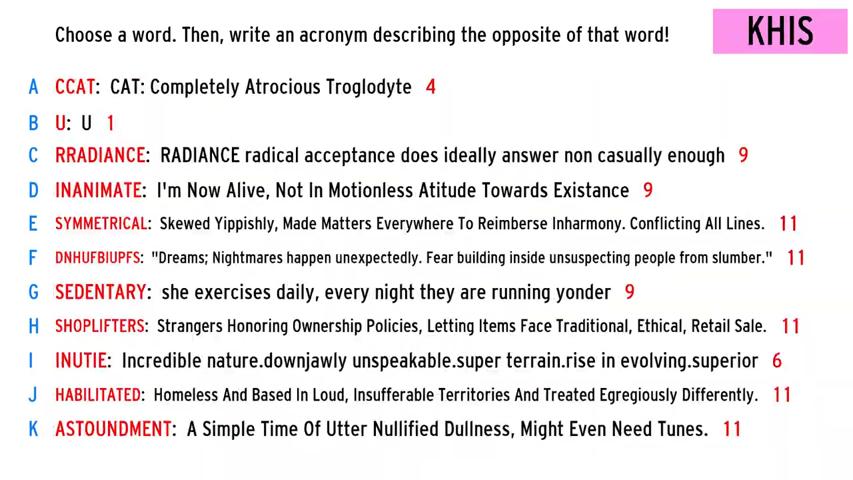 Choose a word. Then, write an acronym describing the opposite of that word!
KHIS
A CCAT: CAT: Completely Atrocious Troglodyte 4
B U: U 1
C RRADIANCE: RADIANCE radical acceptance does ideally answer non casually enough 9
D INANIMATE: I'm Now Alive, Not In Motionless Atitude Towards Existance 9
E SYMMETRICAL: Skewed Yippishly, Made Matters Everywhere To Reimberse Inharmony. Conflicting All Lines. 11
F DNHUFBIUPFS: "Dreams; Nightmares happen unexpectedly. Fear building inside unsuspecting people from slumber." 11
G SEDENTARY: she exercises daily, every night they are running yonder 9
H SHOPLIFTERS: Strangers Honoring Ownership Policies, Letting Items Face Traditional, Ethical, Retail Sale. 11
I INUTIE: Incredible nature.downjawly unspeakable.super terrain.rise in evolving.superior 6
J HABILITATED: Homeless And Based In Loud, Insufferable Territories And Treated Egregiously Differently. 11
K ASTOUNDMENT: A Simple Time Of Utter Nullified Dullness, Might Even Need Tunes. 11